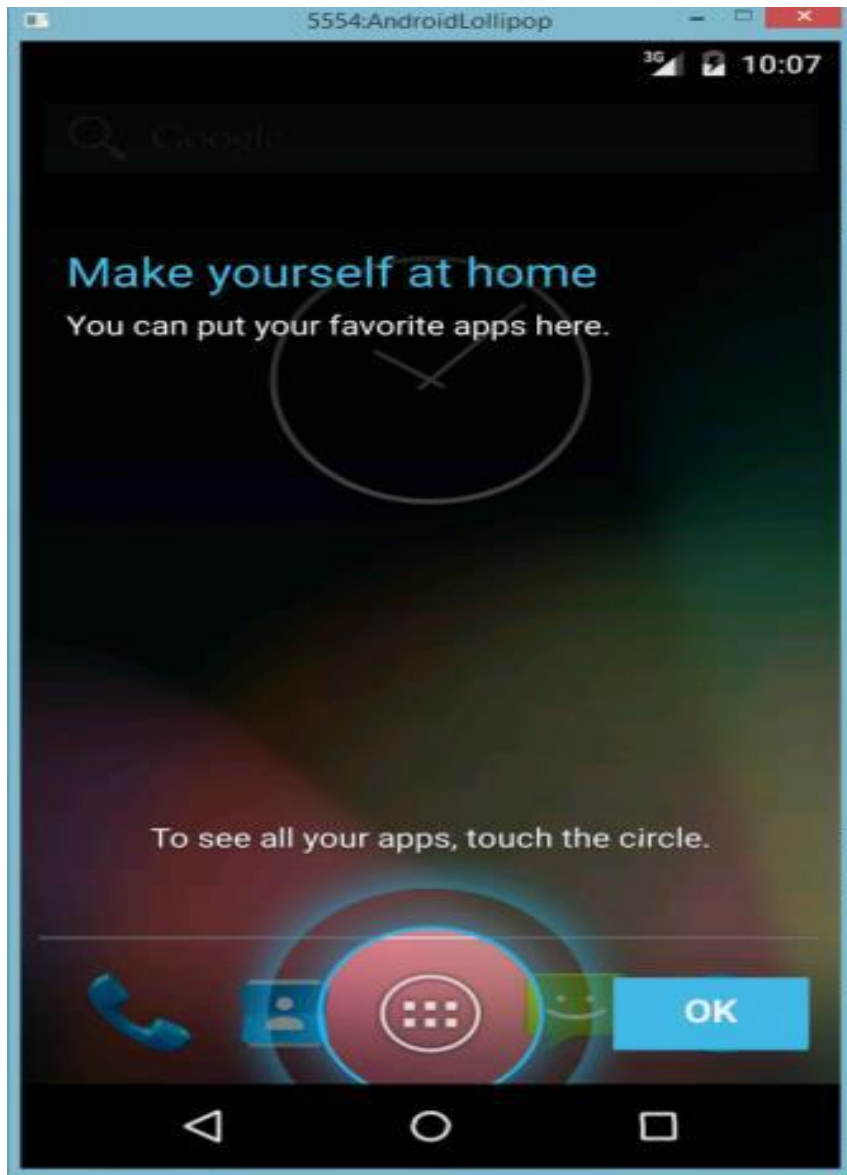 5554:AndroidLollipop
3G 10:07
Google
Make yourself at home
You can put your favorite apps here.
To see all your apps, touch the circle.
OK